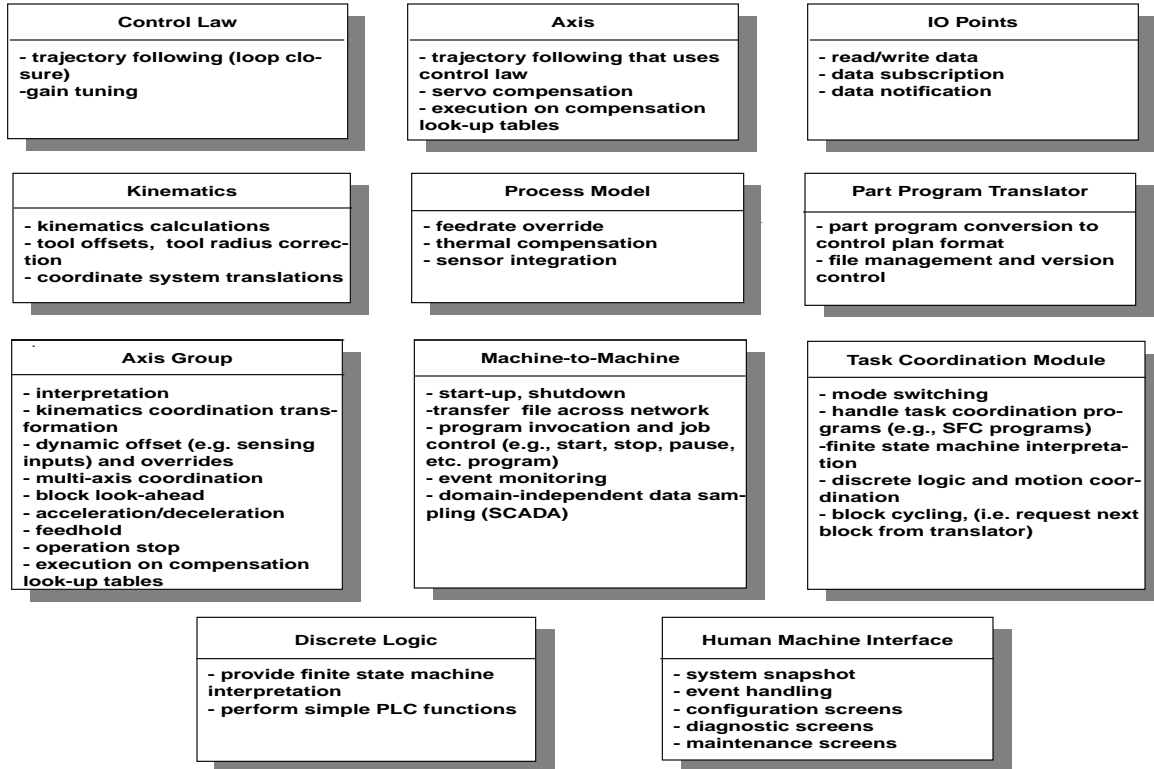 Control Law
- trajectory following (loop clo-
sure)
-gain tuning
Axis
- trajectory following that uses
control law
- servo compensation
- execution on compensation
look-up tables
IO Points
- read/write data
- data subscription
- data notification
Kinematics
- kinematics calculations
- tool offsets, tool radius correc-
tion
- coordinate system translations
Process Model
- feedrate override
- thermal compensation
- sensor integration
Part Program Translator
- part program conversion to
control plan format
- file management and version
control
Axis Group
- interpretation
- kinematics coordination trans-
formation
- dynamic offset (e.g. sensing
inputs) and overrides
- multi-axis coordination
- block look-ahead
- acceleration/deceleration
- feedhold
- operation stop
- execution on compensation
look-up tables
Machine-to-Machine
- start-up, shutdown
-transfer file across network
- program invocation and job
control (e.g., start, stop, pause,
etc. program)
- event monitoring
- domain-independent data sam-
pling (SCADA)
Task Coordination Module
- mode switching
- handle task coordination pro-
grams (e.g., SFC programs)
-finite state machine interpreta-
tion
- discrete logic and motion coor-
dination
- block cycling, (i.e. request next
block from translator)
Discrete Logic
- provide finite state machine
interpretation
- perform simple PLC functions
Human Machine Interface
- system snapshot
- event handling
- configuration screens
- diagnostic screens
- maintenance screens